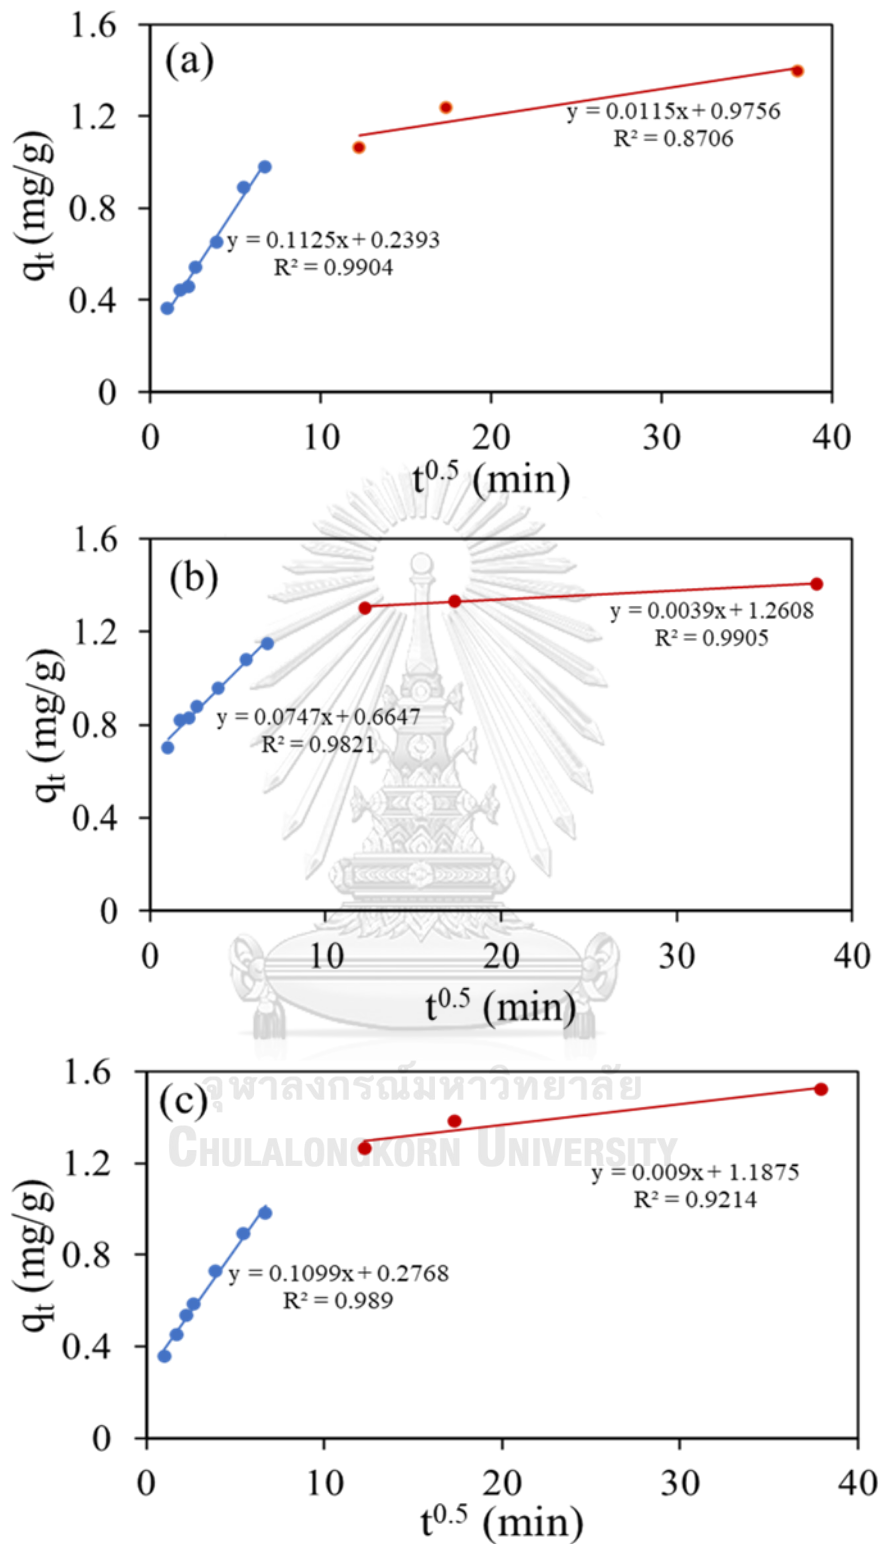 (a)
1.6
1.2
0.8
0.4
0
qt (mg/g)
y = 0.0115x + 0.9756
R² = 0.8706
y = 0.1125x + 0.2393
R² = 0.9904
0 10 20 30 40
t^0.5 (min)
(b)
1.6
1.2
0.8
0.4
0
qt (mg/g)
y = 0.0039x + 1.2608
R² = 0.9905
y = 0.0747x + 0.6647
R² = 0.9821
0 10 20 30 40
t^0.5 (min)
(c)
1.6
1.2
0.8
0.4
0
qt (mg/g)
จุฬาลงกรณ์มหาวิทยาลัย
CHULALONGKORN UNIVERSITY
y = 0.009x + 1.1875
R² = 0.9214
y = 0.1099x + 0.2768
R² = 0.989
0 10 20 30 40
t^0.5 (min)